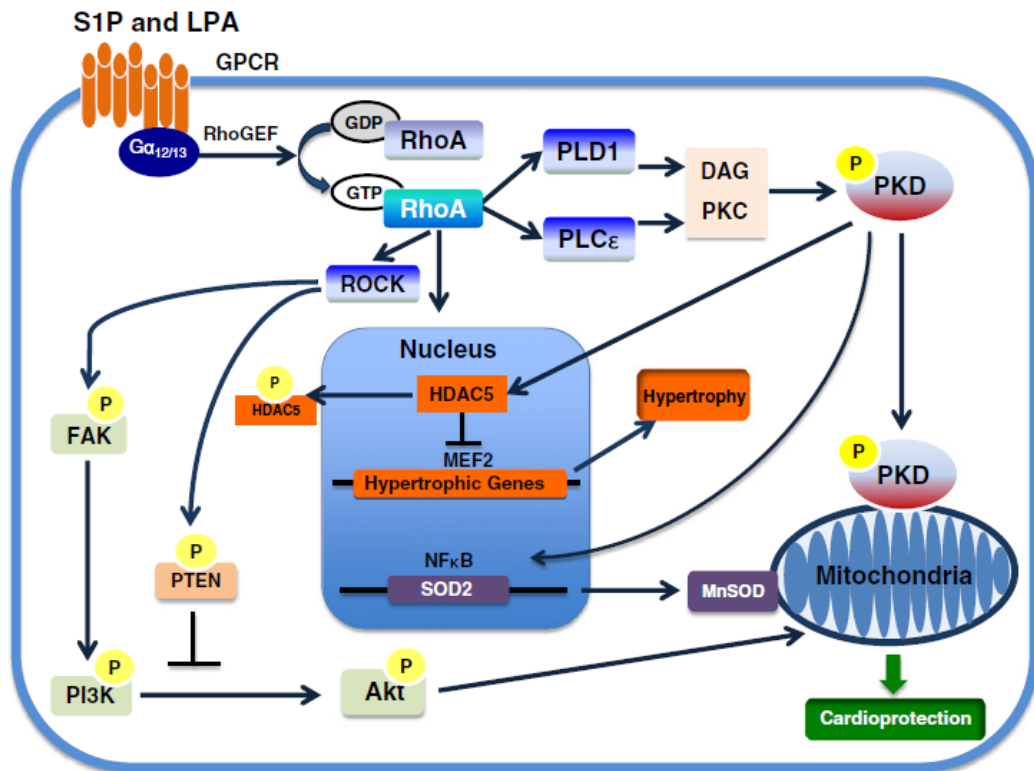 S1P and LPA
GPCR
Gα12/13
RhoGEF
GDP
RhoA
GTP
RhoA
PLD1
PLCε
DAG
PKC
P
PKD
ROCK
Nucleus
P
HDAC5
HDAC5
MEF2
Hypertrophic Genes
Hypertrophy
P
FAK
P
PKD
P
PTEN
NFκB
SOD2
MnSOD
Mitochondria
P
PI3K
P
Akt
Cardioprotection